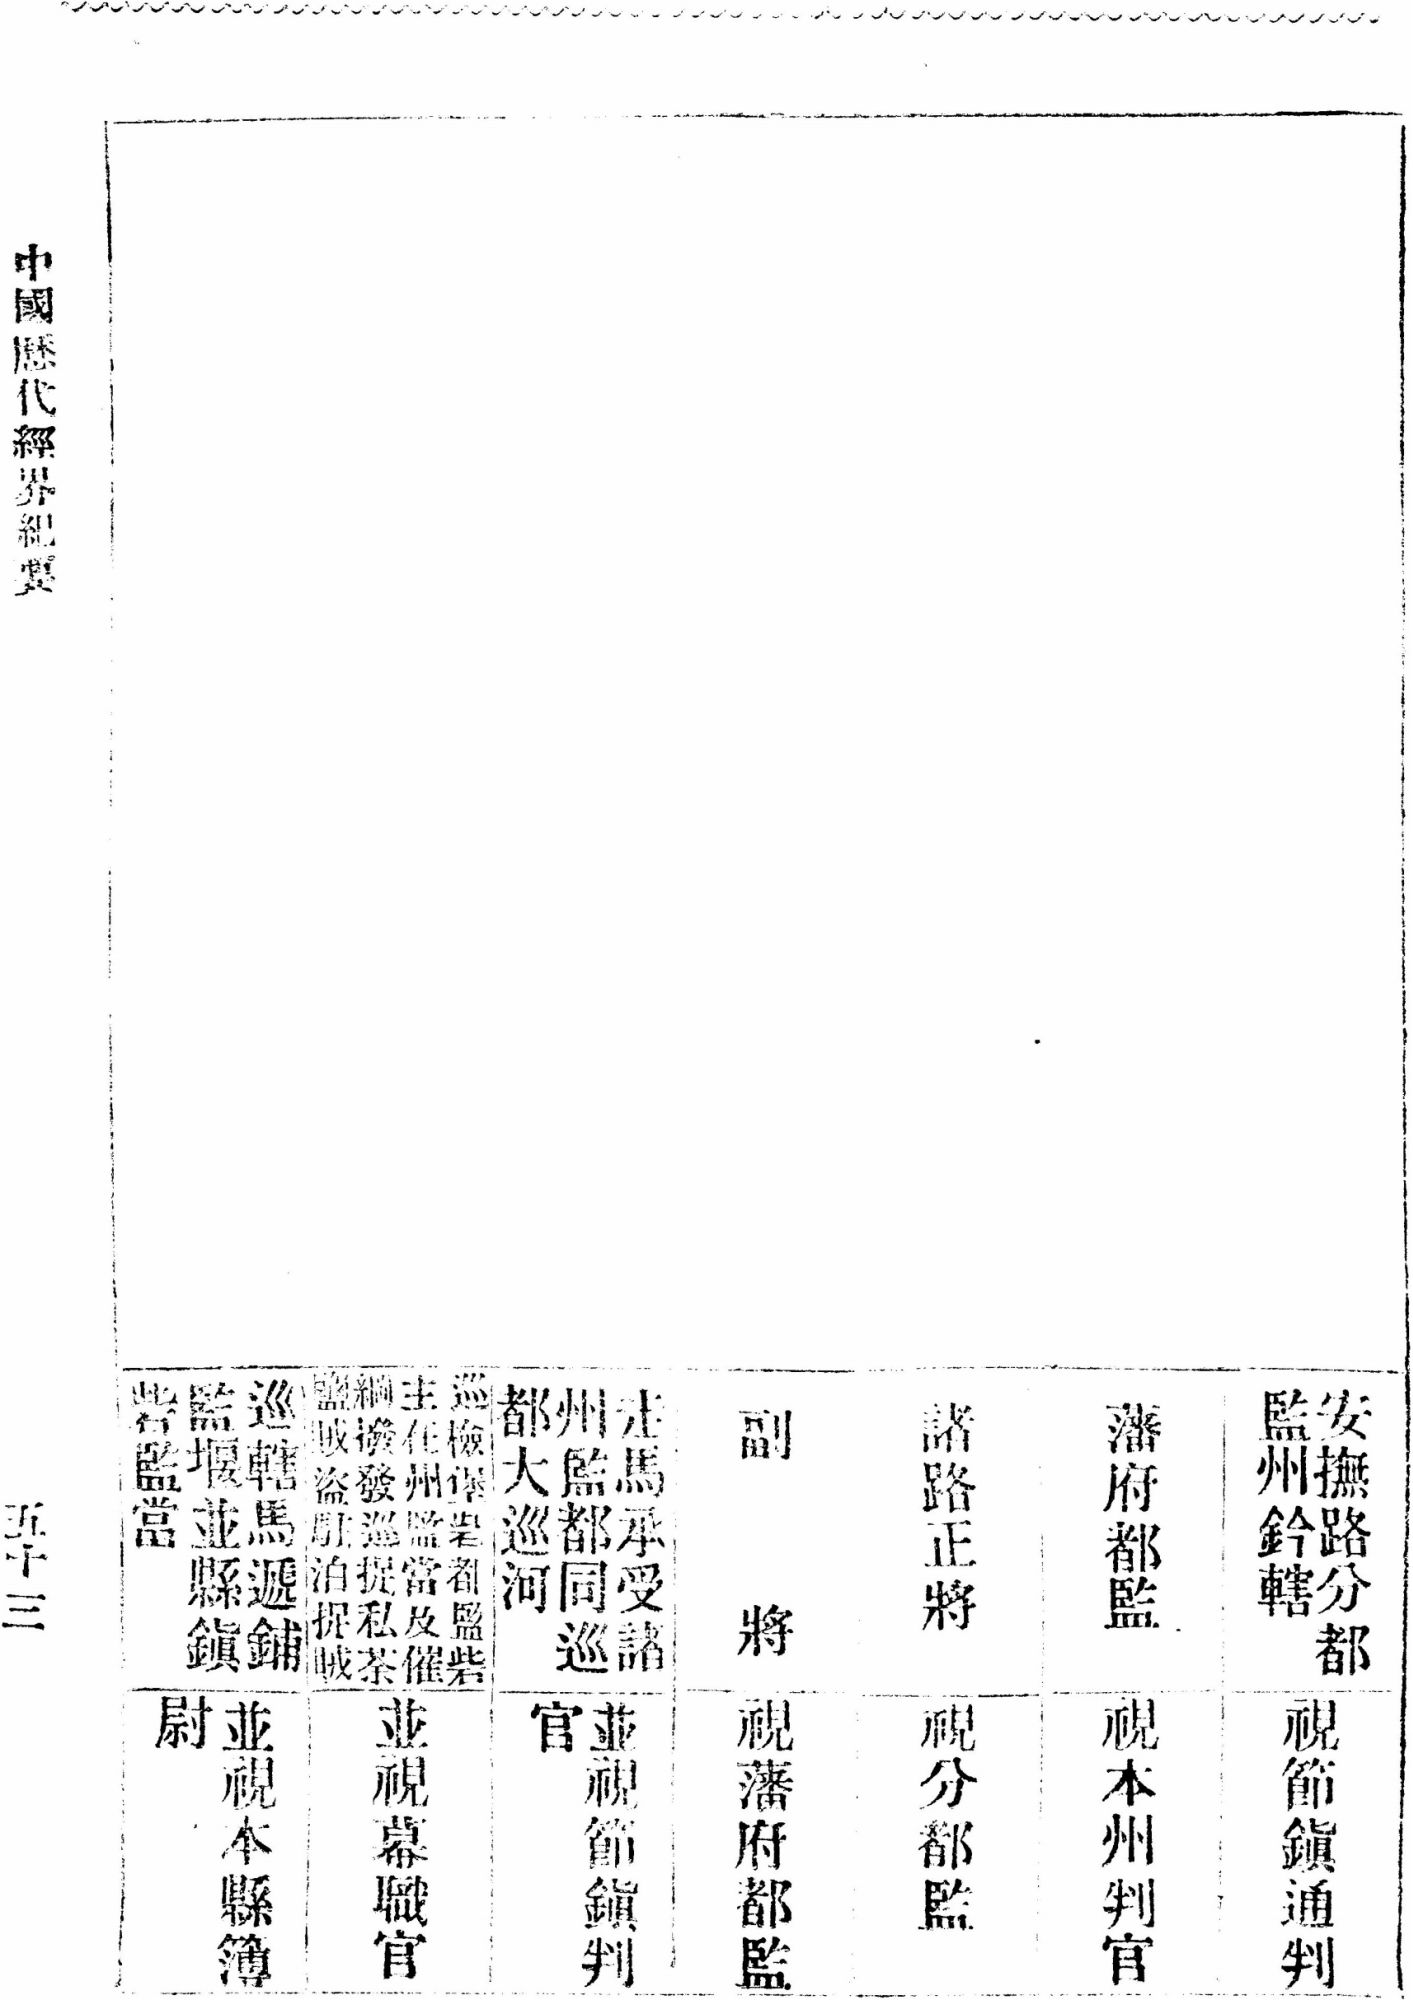 安撫路分都
監州鈐轄
視節鎮通判
藩府都監
視本州判官
諸路正將
視分都監
副將
視藩府都監
走馬承受諸
州監都同巡
都大巡河
並視節鎮判
官
巡檢堡砦都監砦
主在州監當及催
綱撥發巡捉私茶
鹽賊盜駐泊捉賊
並視幕職官
巡轄馬遞鋪
監堰並縣鎮
砦監當
並視本縣簿
尉
中國歷代經界紀要
五十三